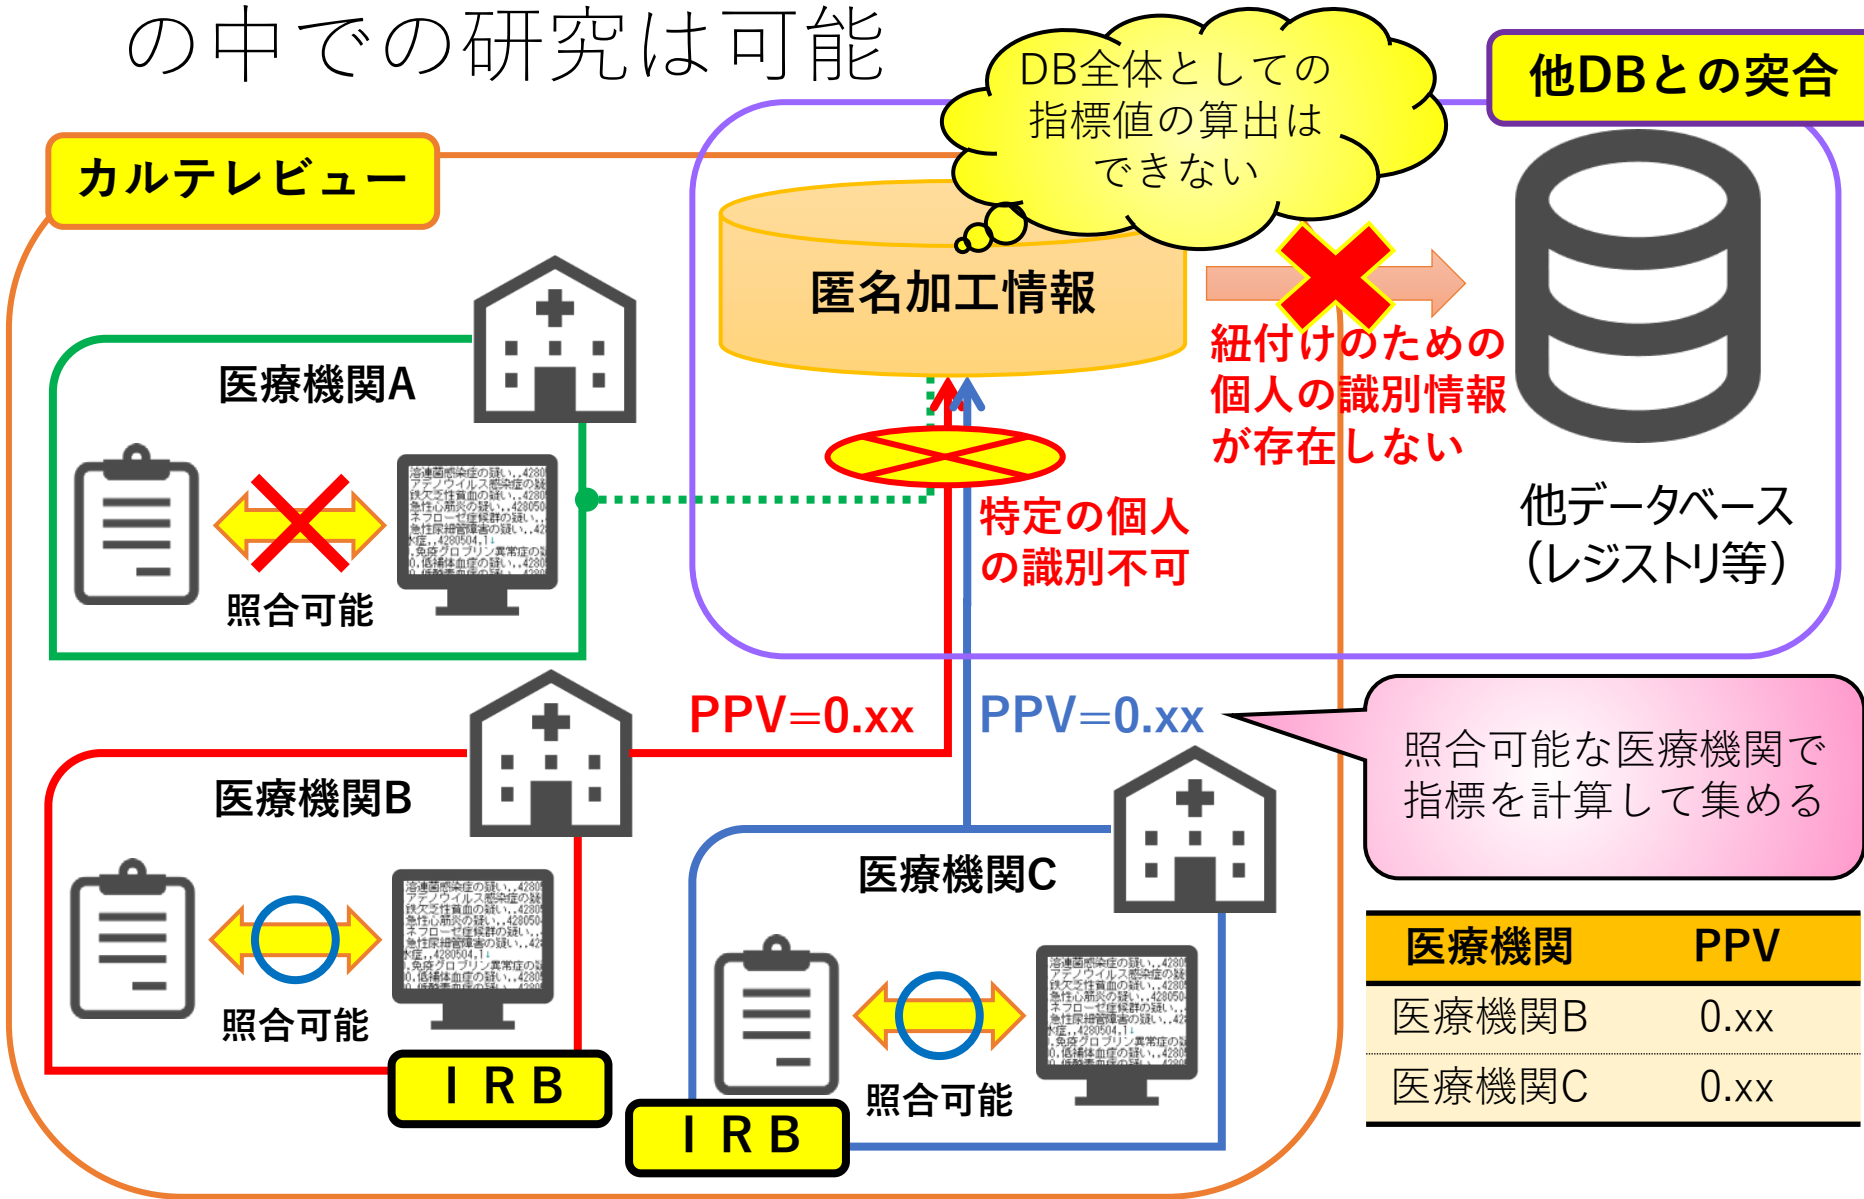 の中での研究は可能
DB全体としての
指標値の算出は
できない
他DBとの突合
カルテレビュー
匿名加工情報
紐付けのための
個人の識別情報
が存在しない
医療機関A
照合可能
特定の個人
の識別不可
他データベース
（レジストリ等）
PPV=0.xx
PPV=0.xx
照合可能な医療機関で
指標を計算して集める
医療機関B
照合可能
ＩＲＢ
医療機関C
照合可能
ＩＲＢ
医療機関 PPV
医療機関B 0.xx
医療機関C 0.xx